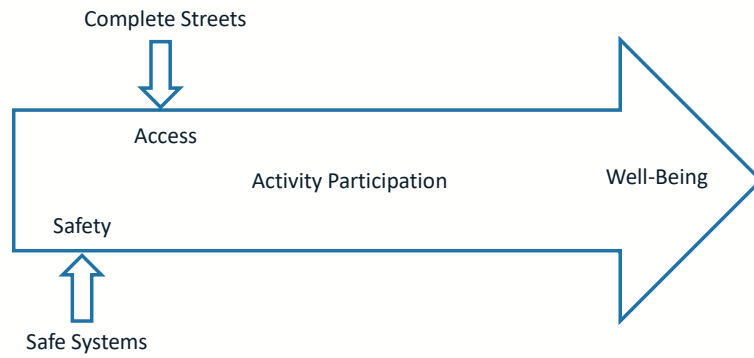 Complete Streets
Access
Activity Participation
Well-Being
Safety
Safe Systems